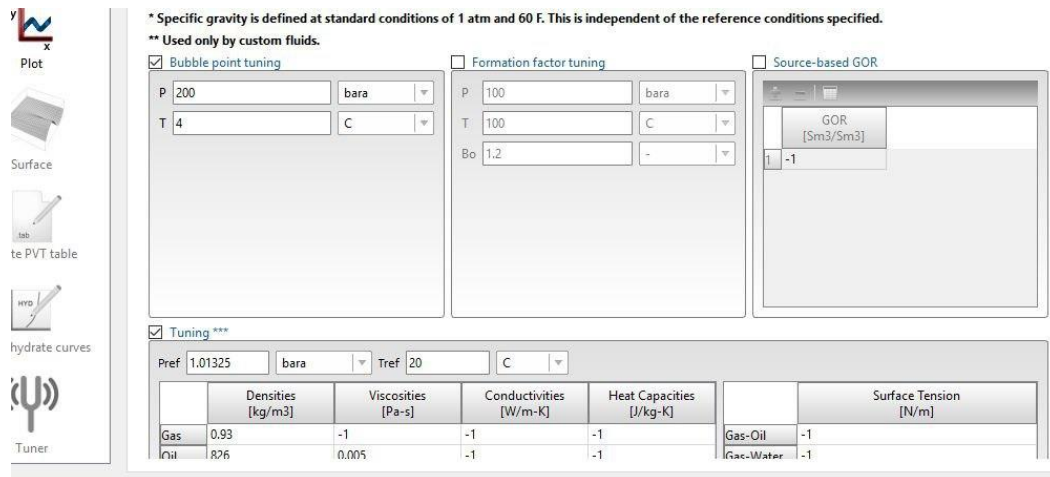 * Specific gravity is defined at standard conditions of 1 atm and 60 F. This is independent of the reference conditions specified.
** Used only by custom fluids.
y
x
Plot
Surface
.tab
te PVT table
HYD
hydrate curves
Tuner
Bubble point tuning
P 200 bara
T 4 C
Formation factor tuning
P 100 bara
T 100 C
Bo 1.2 -
Source-based GOR
GOR
[Sm3/Sm3]
1 -1
Tuning ***
Pref 1.01325 bara Tref 20 C
Densities Viscosities Conductivities Heat Capacities Surface Tension
[kg/m3] [Pa-s] [W/m-K] [J/kg-K] [N/m]
Gas 0.93 -1 -1 -1 Gas-Oil -1
Oil 826 0.005 -1 -1 Gas-Water -1